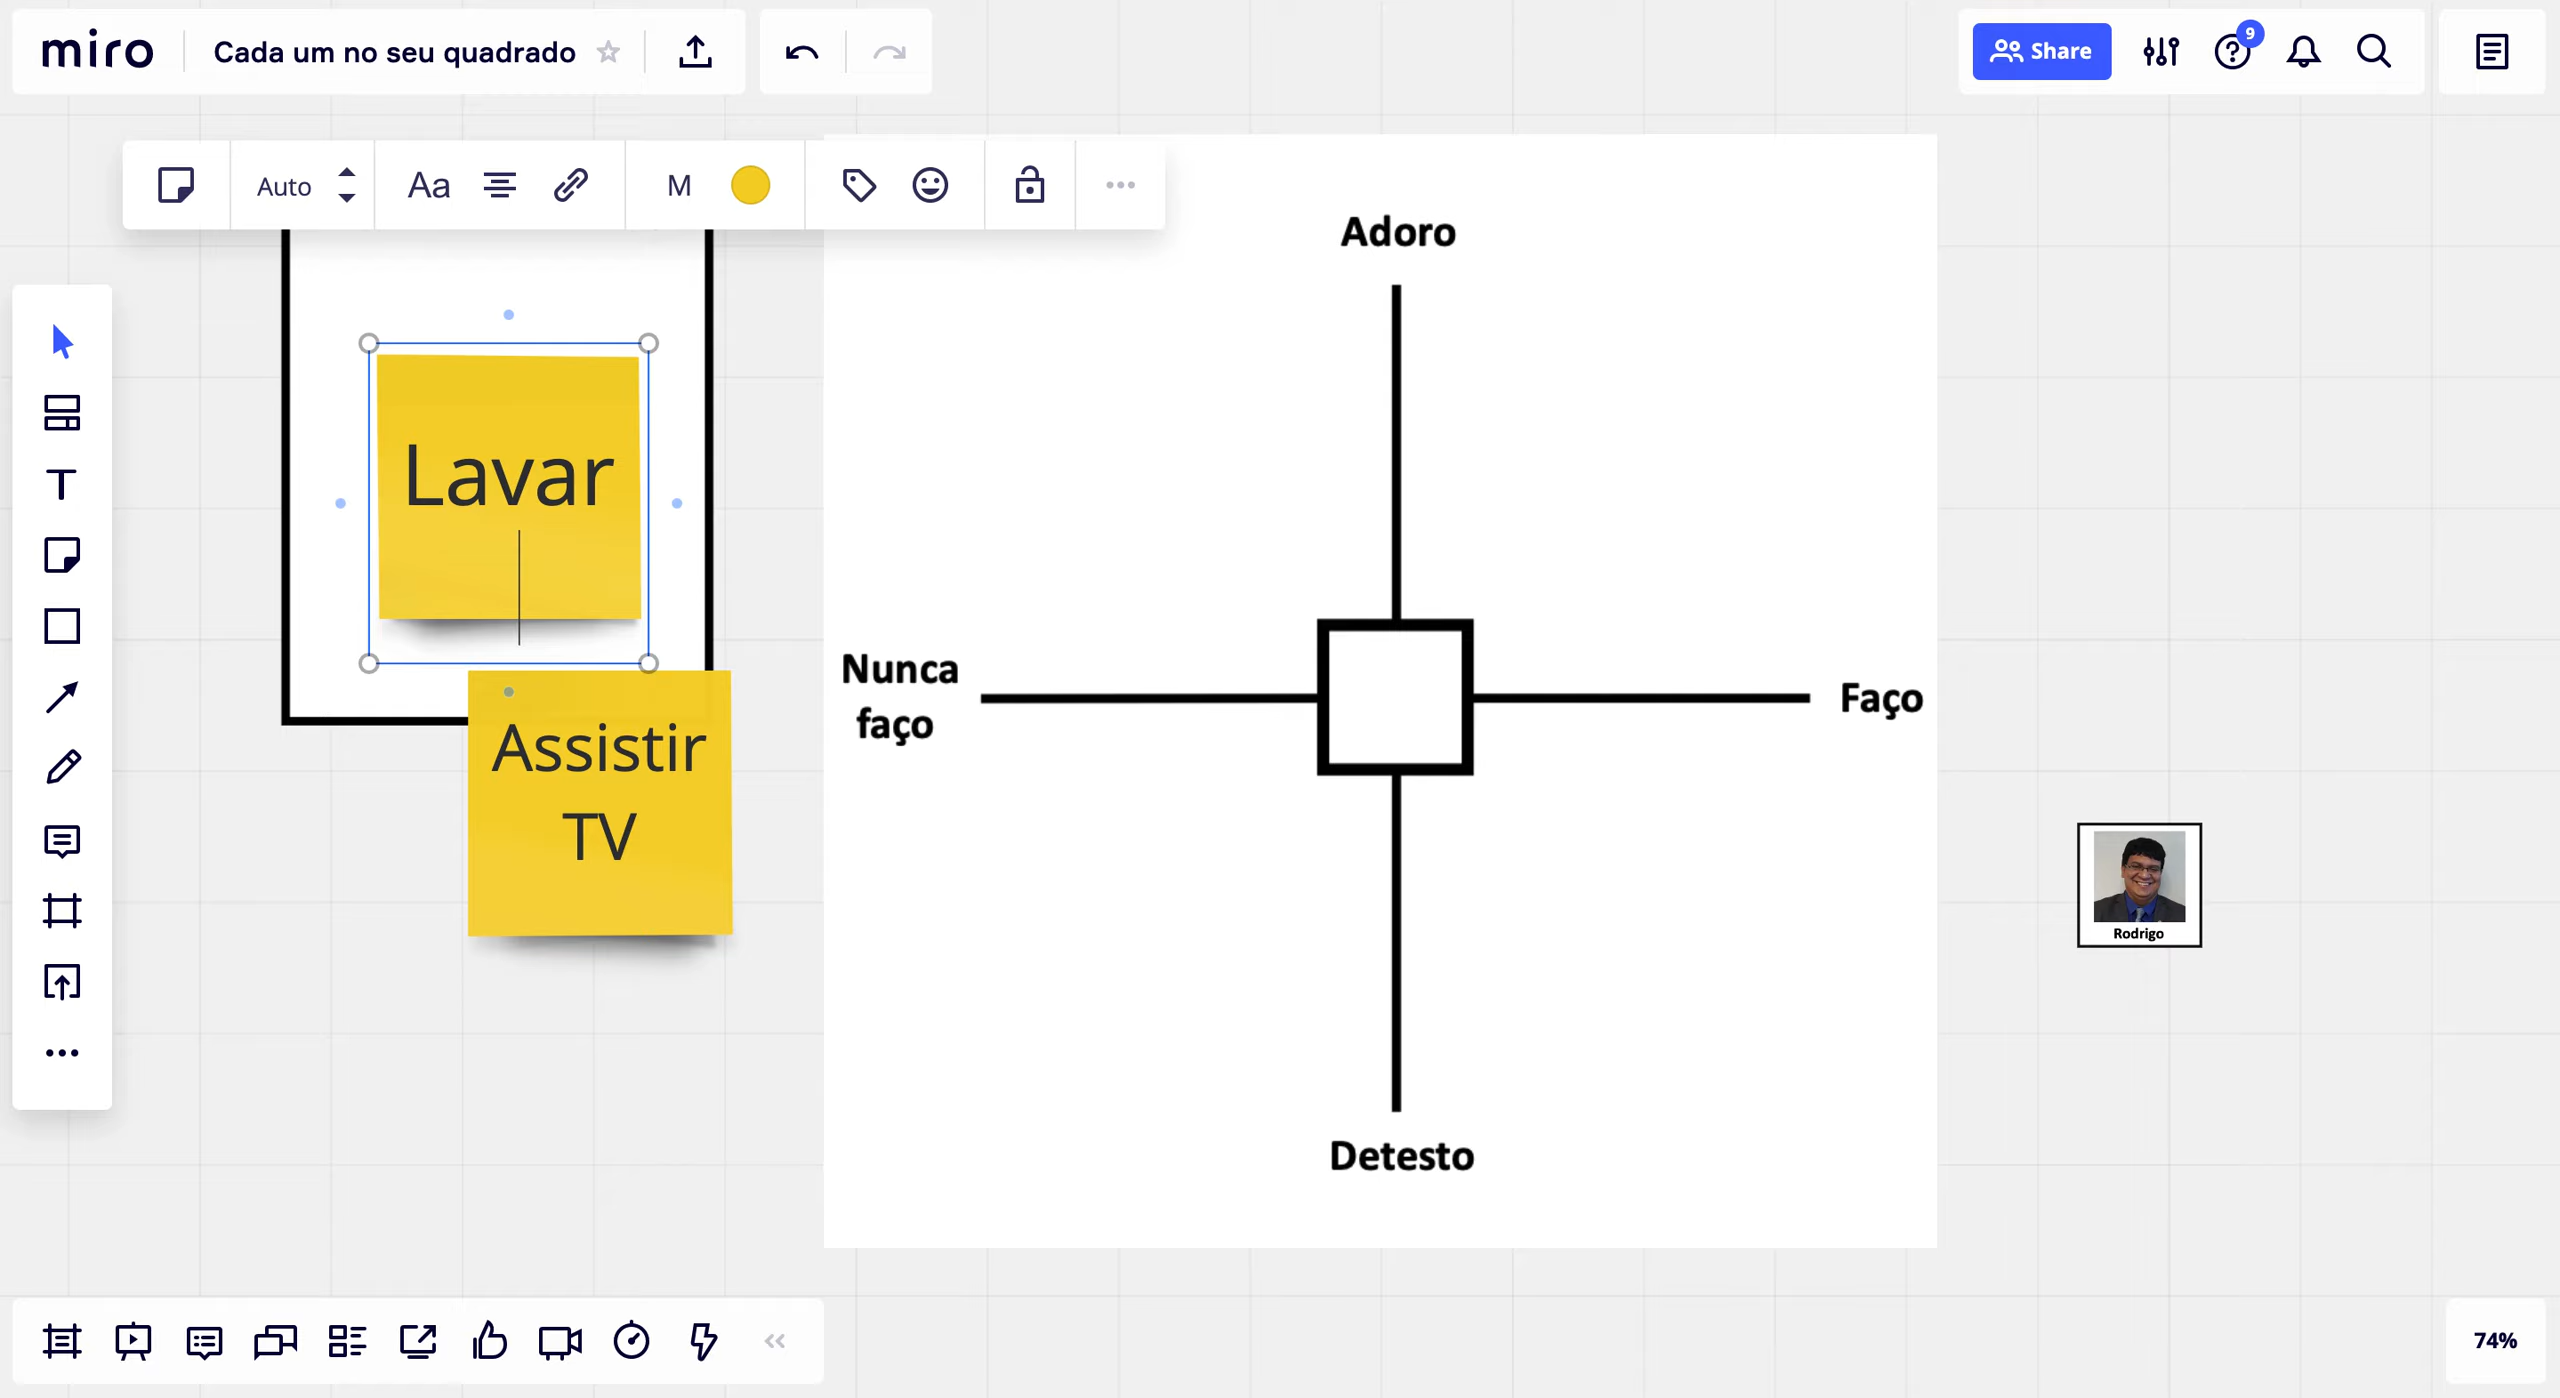 miro
Cada um no seu quadrado
Share
9
Auto
Aa
M
Adoro
Lavar
Nunca
faço
Faço
Assistir
TV
Rodrigo
Detesto
74%